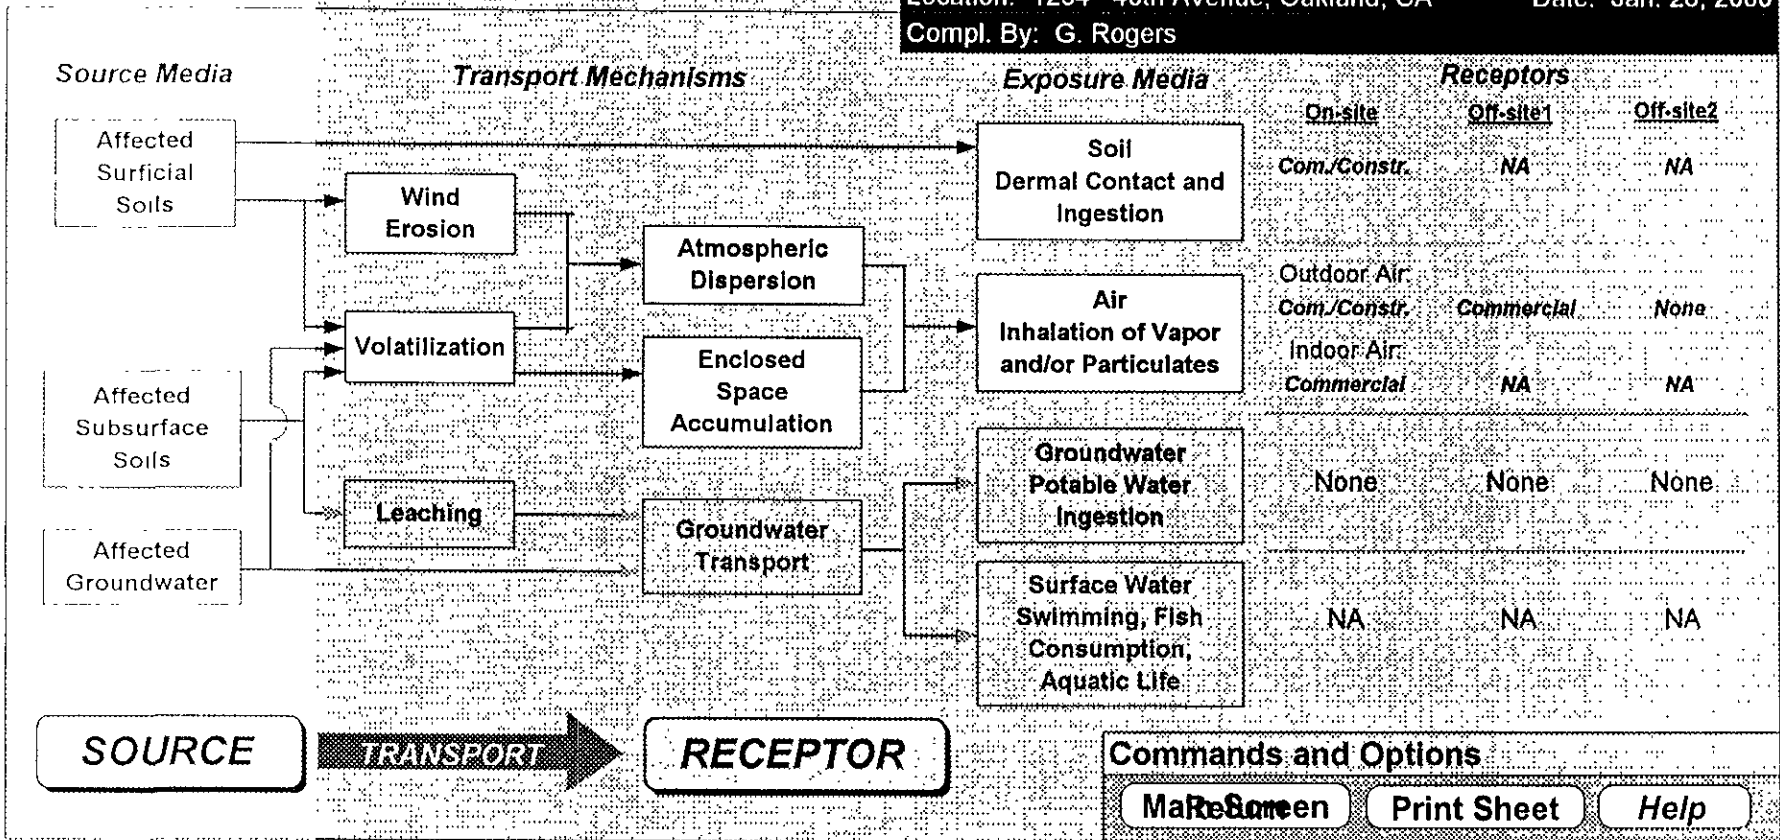 Compl. By: G. Rogers
Source Media
Transport Mechanisms
Exposure Media
Receptors
On-site
Off-site1
Off-site2
Affected
Surficial
Soils
Wind
Erosion
Volatilization
Atmospheric
Dispersion
Enclosed
Space
Accumulation
Soil
Dermal Contact and
Ingestion
Com./Constr.
NA
NA
Air
Inhalation of Vapor
and/or Particulates
Outdoor Air:
Com./Constr.
Commercial
None
Indoor Air:
Commercial
NA
NA
Affected
Subsurface
Soils
Affected
Groundwater
Leaching
Groundwater
Transport
Groundwater
Potable Water
Ingestion
None
None
None
Surface Water
Swimming, Fish
Consumption,
Aquatic Life
NA
NA
NA
SOURCE
TRANSPORT
RECEPTOR
Commands and Options
Print Sheet
Help